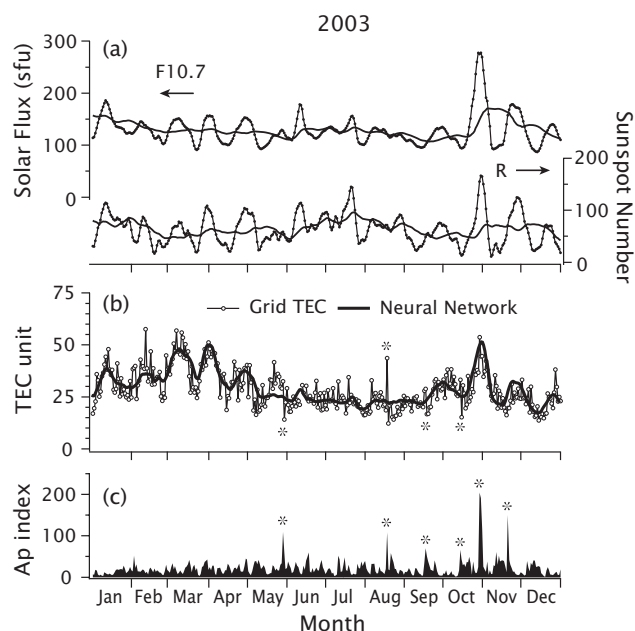 2003
(a)
F10.7
300
200
100
0
Solar Flux (sfu)
R
200
100
0
Sunspot Number
(b)
Grid TEC
Neural Network
75
50
25
0
TEC unit
*
*
*
*
(c)
200
100
0
Ap index
*
*
*
*
*
*
Jan Feb Mar Apr May Jun Jul Aug Sep Oct Nov Dec
Month